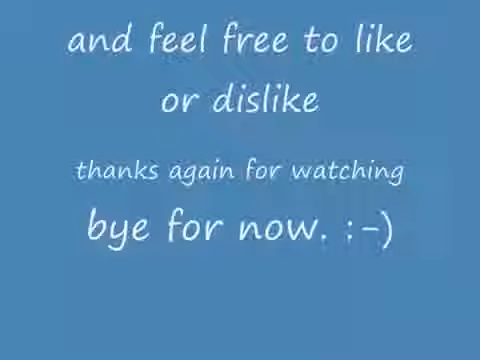 and feel free to like
or dislike
thanks again for watching
bye for now. :-)